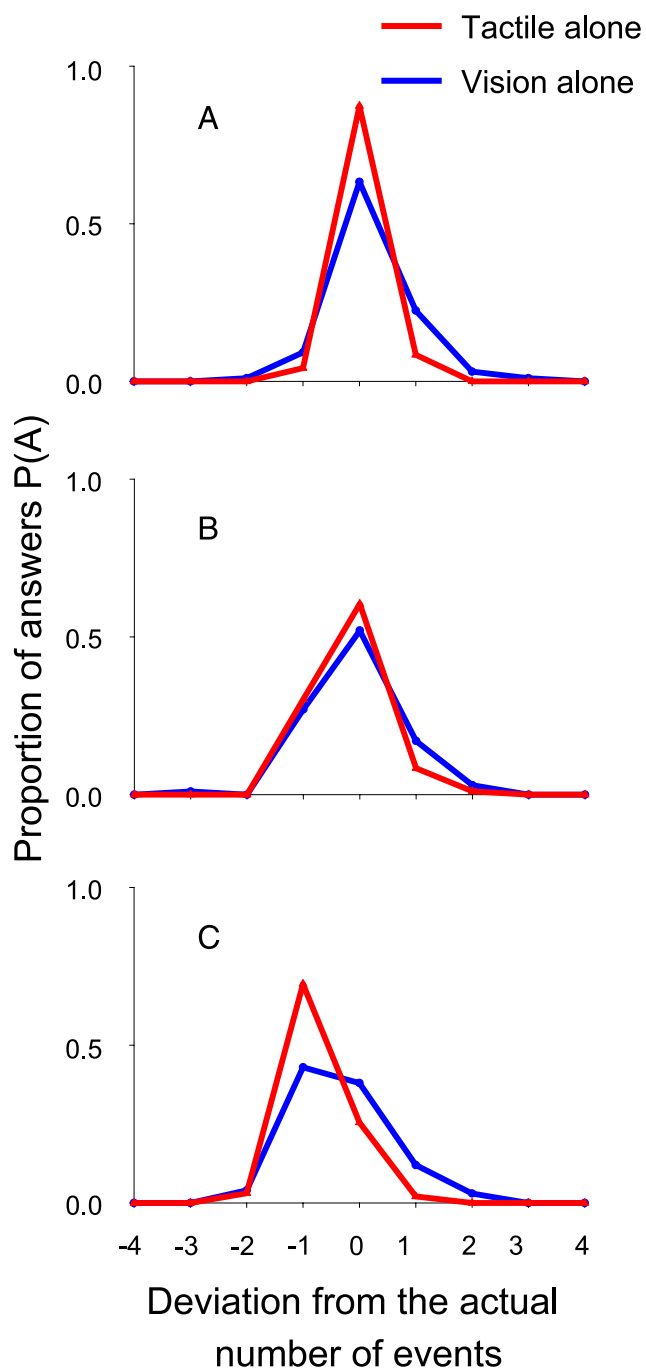 Tactile alone
Vision alone
1.0
A
0.5
0.0
1.0
B
0.5
0.0
1.0
C
0.5
0.0
-4 -3 -2 -1 0 1 2 3 4
Proportion of answers P(A)
Deviation from the actual
number of events